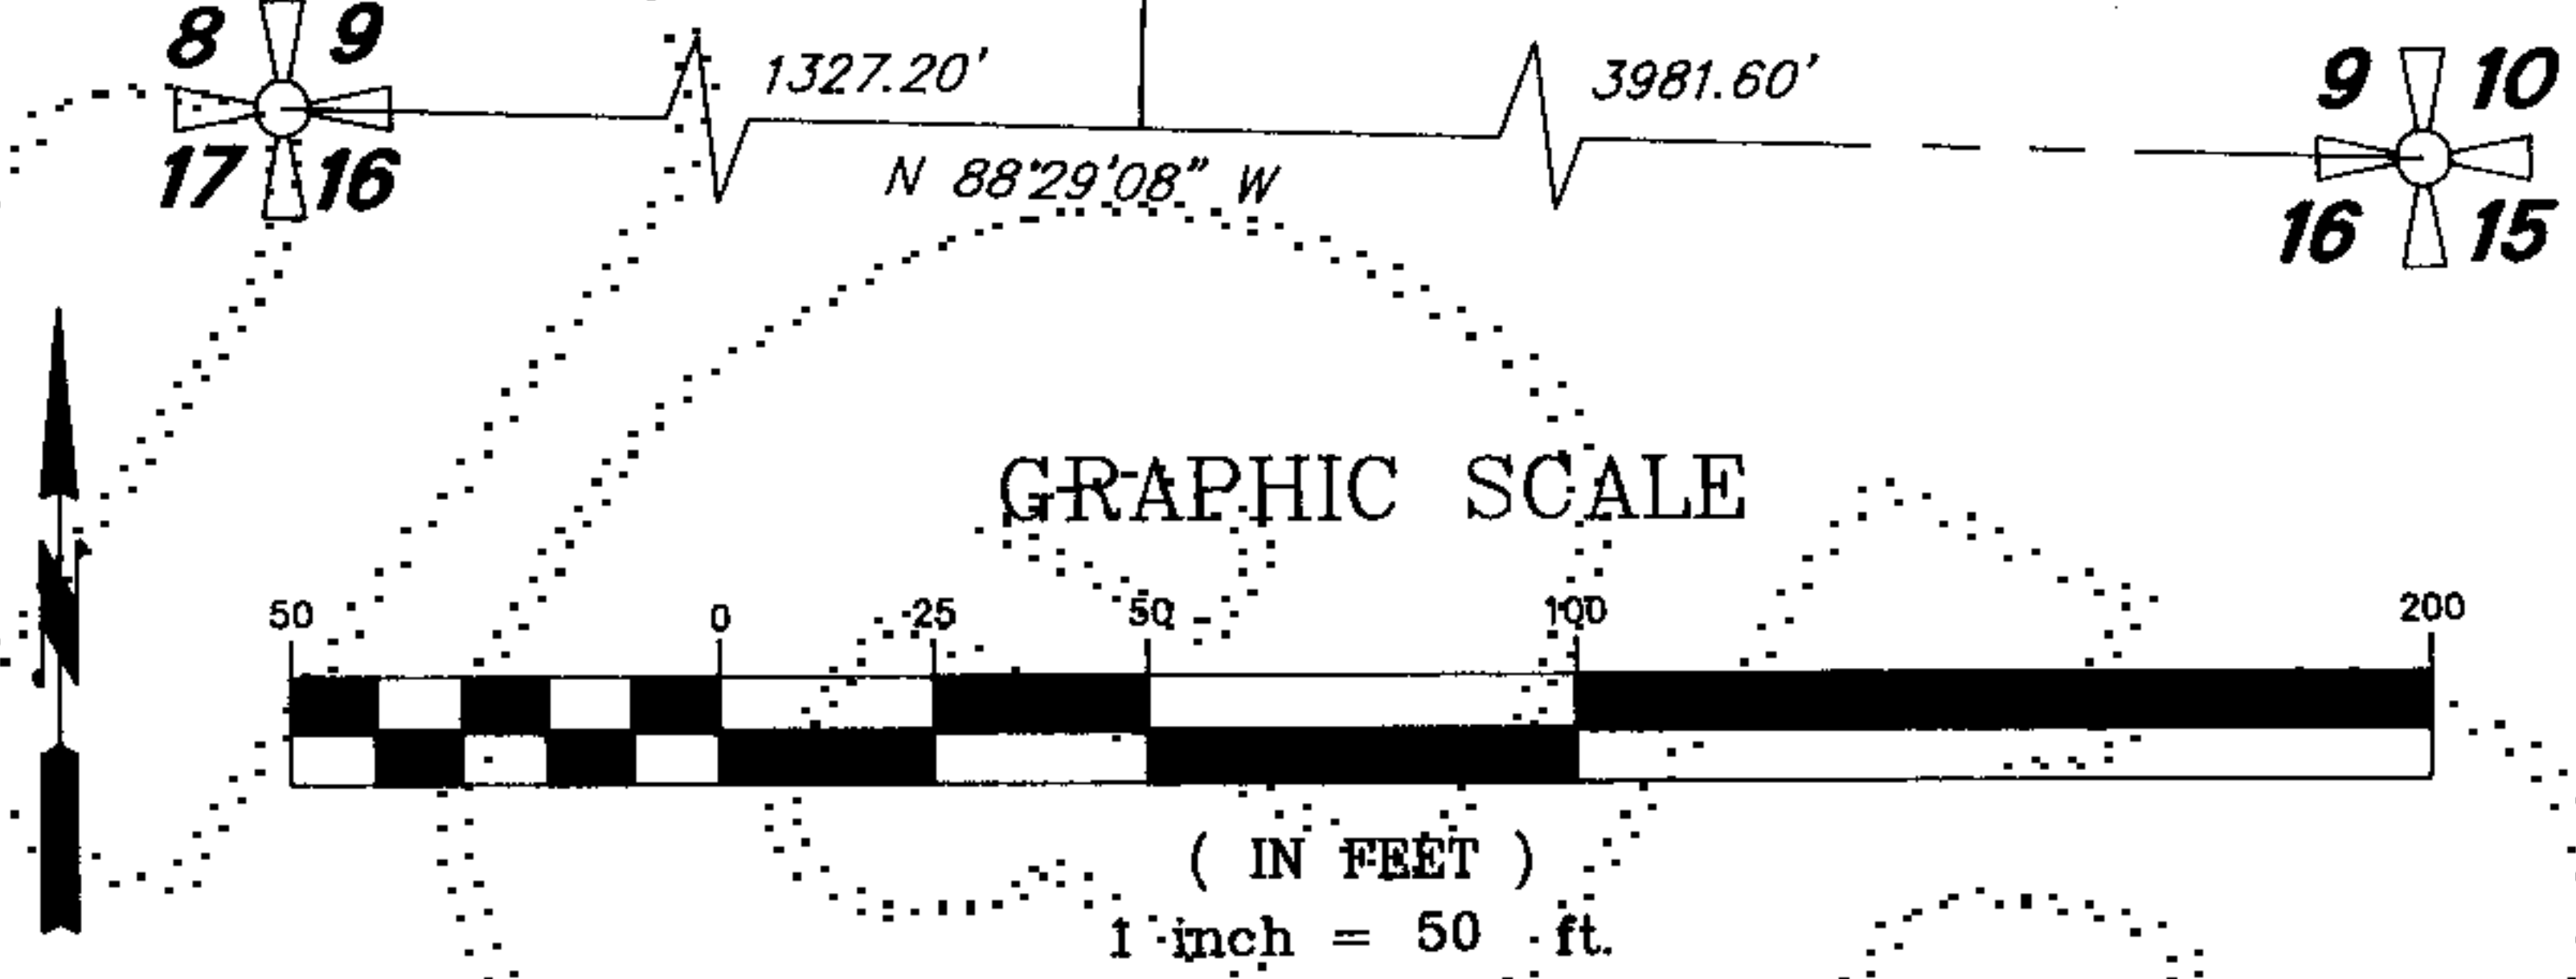 8 9
1327.20' 3981.60'
9 10
17 16
N 88°29'08" W
16 15
GRAPHIC SCALE
N
50 0 25 50 100 200
( IN FEET )
1 inch = 50 ft.